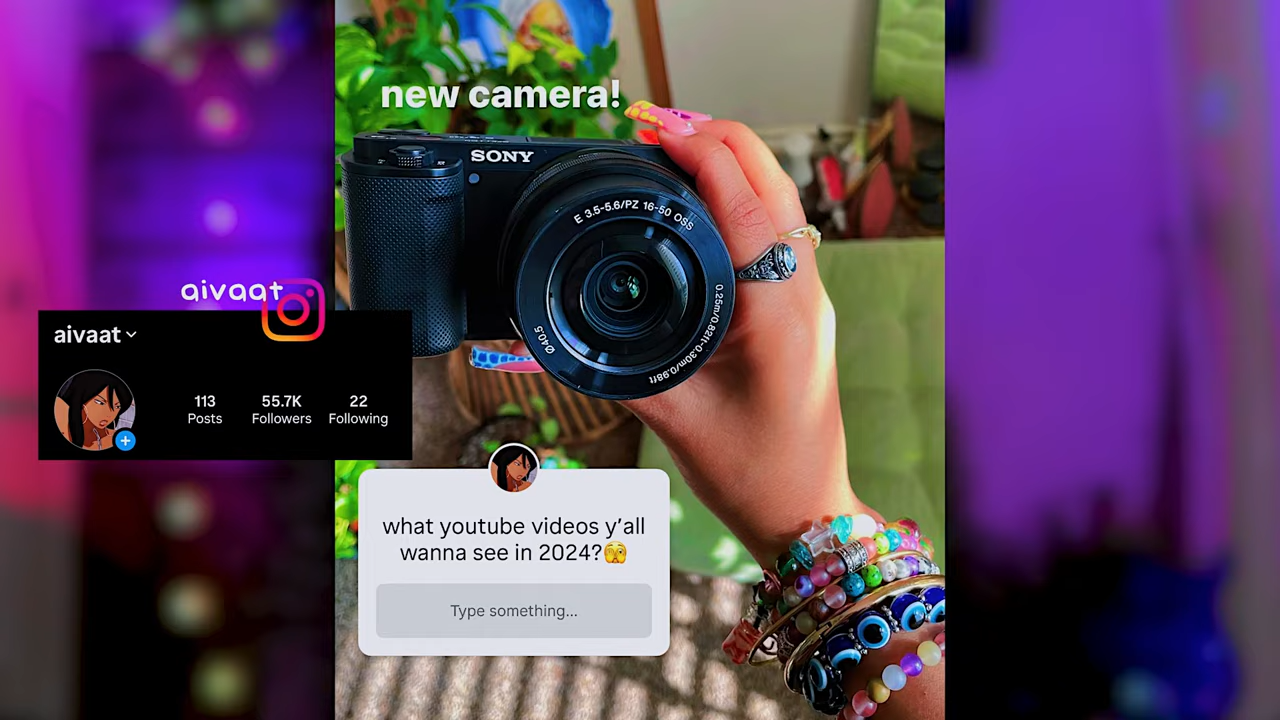 new camera!
SONY
E 3.5-5.6/PZ 16-50 OSS
0.25m/0.82ft-0.30m/0.98ft
Ø40.5
aivaat
aivaat
113
55.7K
22
Posts
Followers
Following
what youtube videos y’all
wanna see in 2024?🫣
Type something...